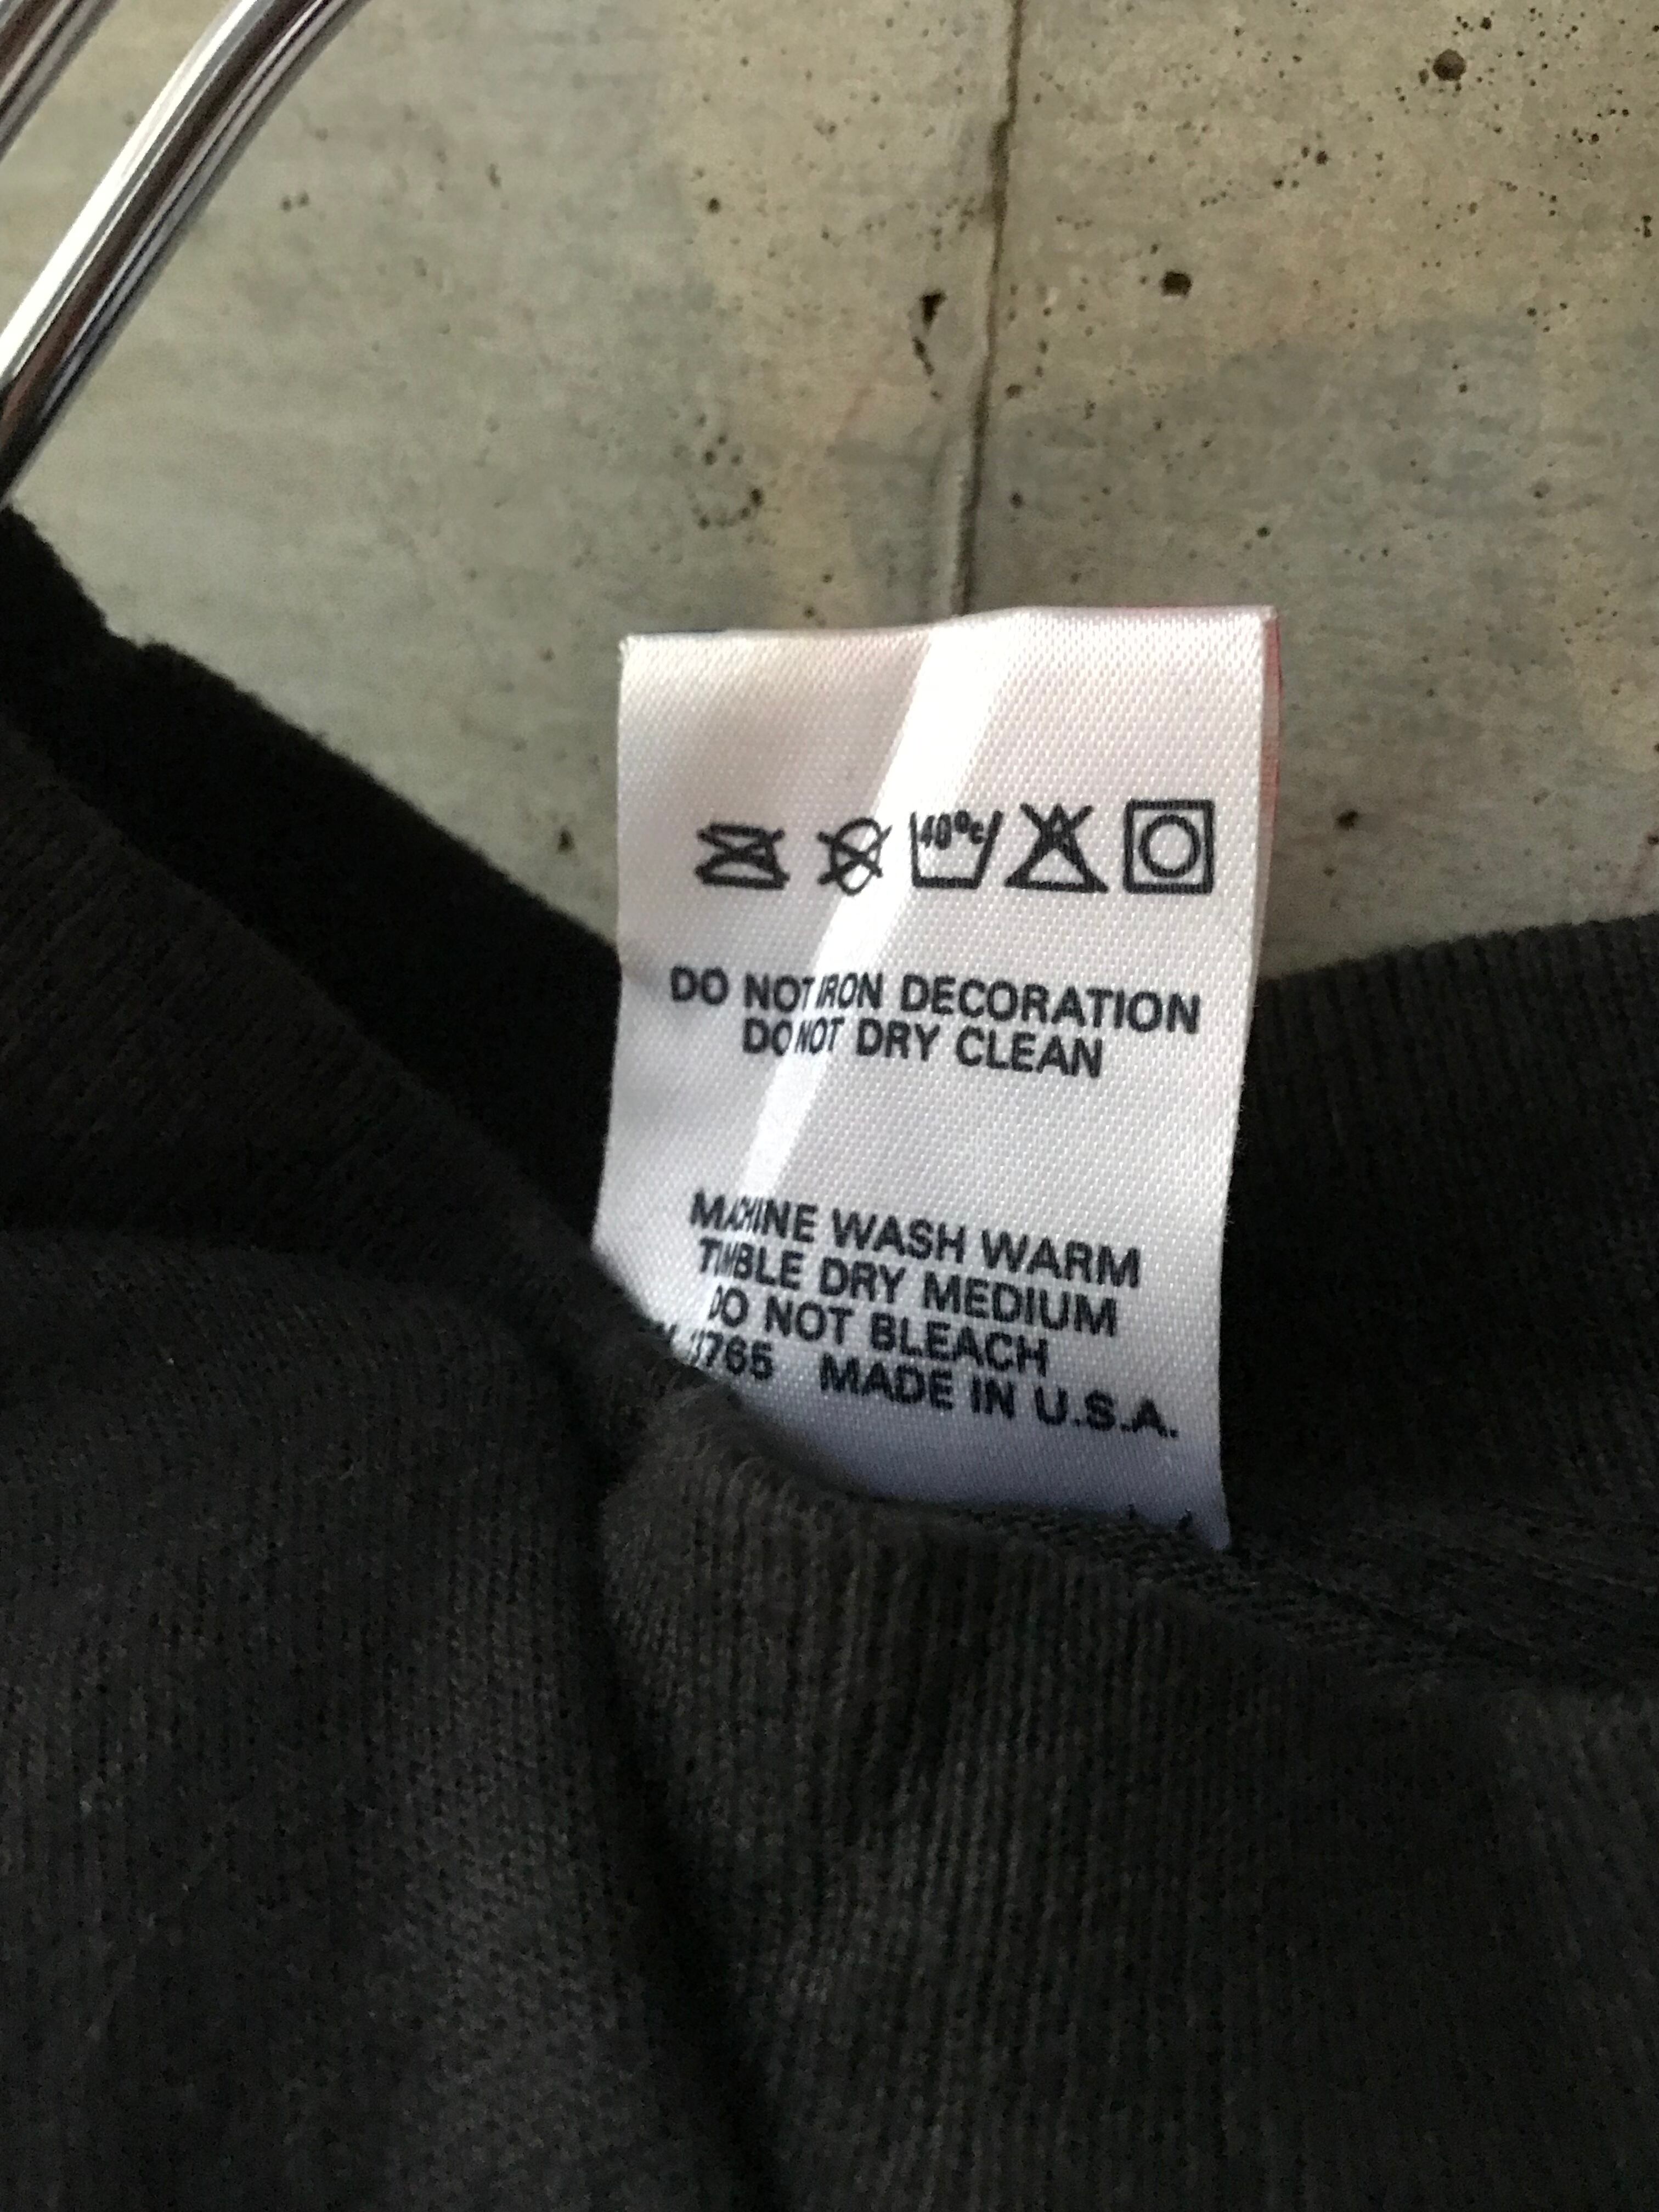 40°c
DO NOT IRON DECORATION
DO NOT DRY CLEAN
MACHINE WASH WARM
TUMBLE DRY MEDIUM
DO NOT BLEACH
MADE IN U.S.A.